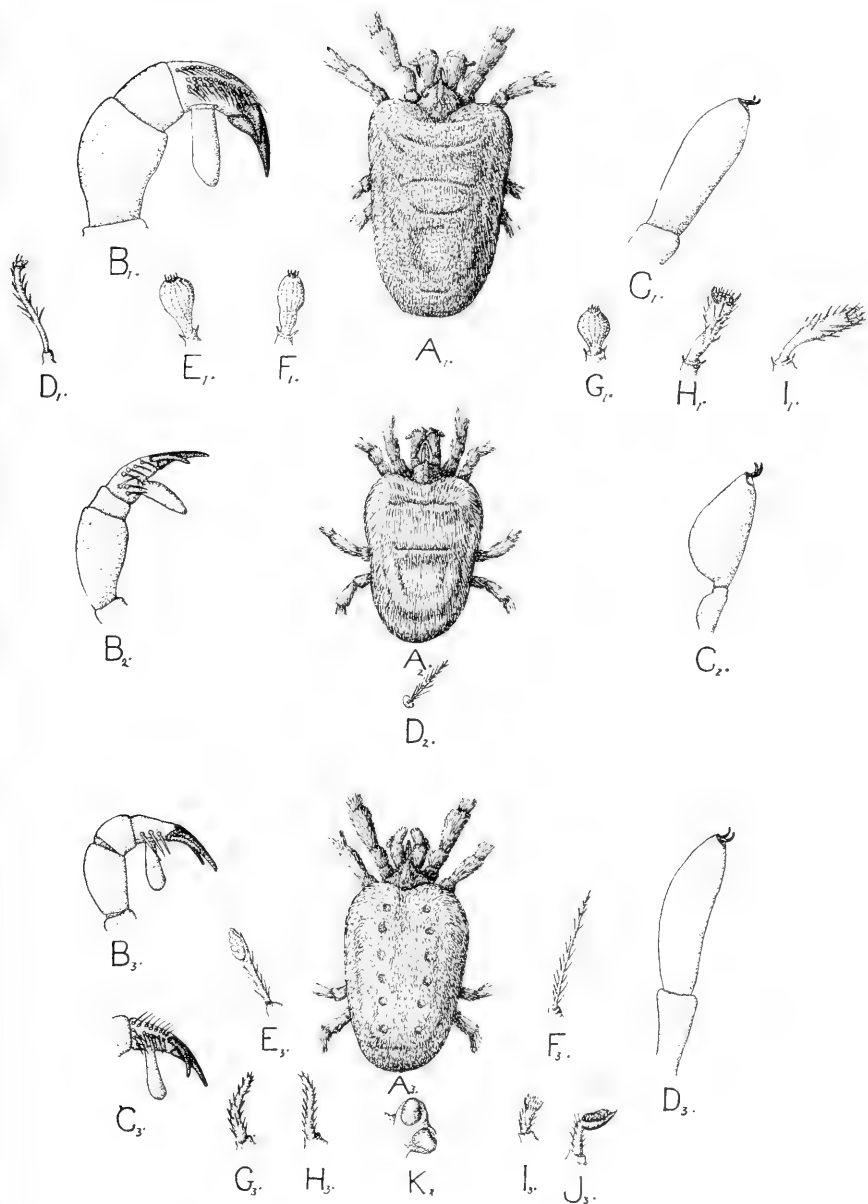 B₁.
C₁.
D₁.
E₁.
F₁.
A₁.
G₁.
H₁.
I₁.
B₂.
A₂.
C₂.
D₂.
B₃.
E₃.
F₃.
C₃.
A₃.
D₃.
G₃.
H₃.
K₃.
I₃.
J₃.